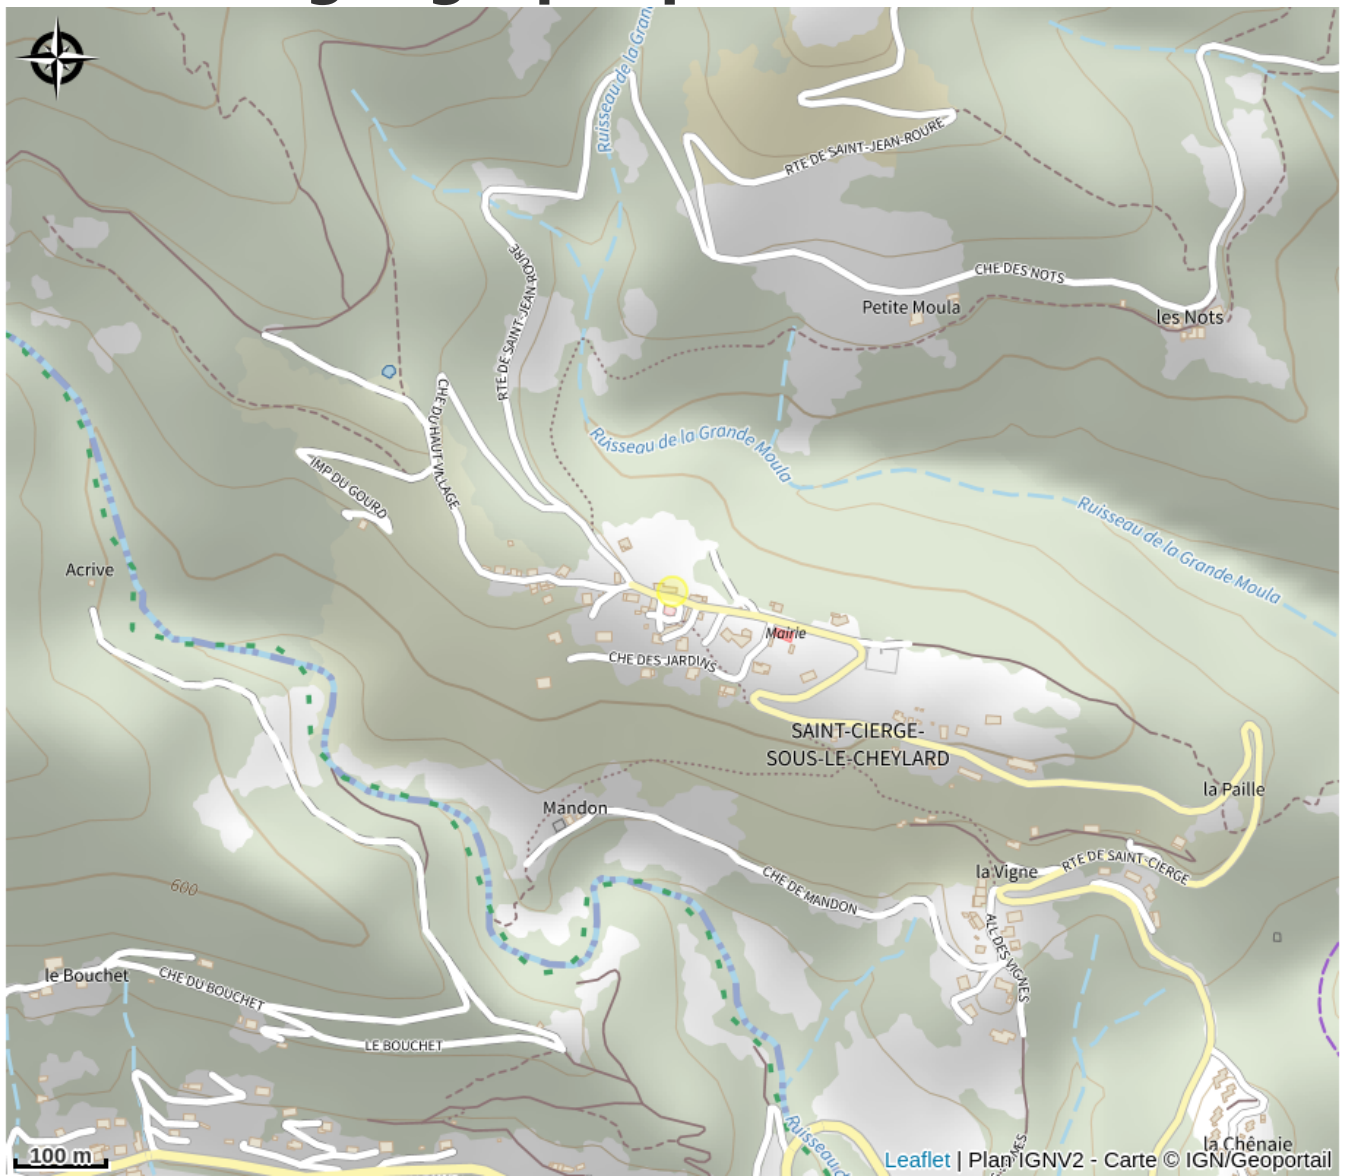 Ruisseau de la Gran
RTE DE SAINT-JEAN-ROURE
RTE DE SAINT-JEAN-ROURE
CHE DES NOTS
Petite Moula
les Nots
CHE DU HAUT-VILLAGE
Ruisseau de la Grande Moula
IMP DU GOURD
Ruisseau de la Grande Moula
Acrive
Mairie
CHE DES JARDINS
SAINT-CIERGE-
SOUS-LE-CHEYLARD
la Paille
Mandon
RTE DE SAINT-CIERGE
la Vigne
CHE DE MANDON
600
ALL DES VIGNES
le Bouchet
CHE DU BOUCHET
LE BOUCHET
la Chênaie
100 m
Leaflet | Plan IGNV2 - Carte © IGN/Geoportail